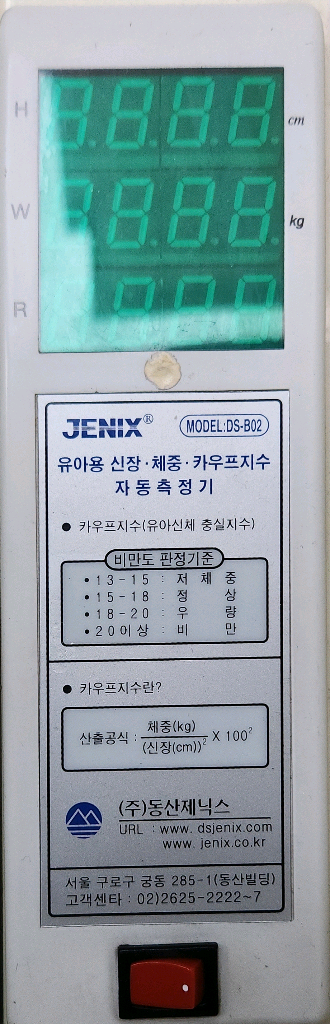 H
cm
W
kg
R
JENIX® MODEL:DS-B02
유아용 신장·체중·카우프지수
자동측정기
● 카우프지수(유아신체 충실지수)
비만도 판정기준
•13-15 : 저 체 중
•15-18 : 정 상
•18-20 : 우 량
•20이상 : 비 만
● 카우프지수란?
산출공식 : 체중(kg) / (신장(cm))² X 100²
(주)동산제닉스
URL : www.dsjenix.com
www.jenix.co.kr
서울 구로구 궁동 285-1(동산빌딩)
고객센타 : 02)2625-2222~7